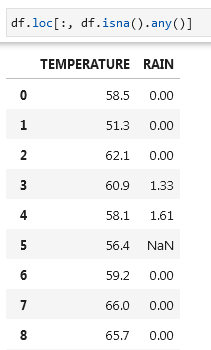 df.loc[:, df.isna().any()]
TEMPERATURE RAIN
0 58.5 0.00
1 51.3 0.00
2 62.1 0.00
3 60.9 1.33
4 58.1 1.61
5 56.4 NaN
6 59.2 0.00
7 66.0 0.00
8 65.7 0.00